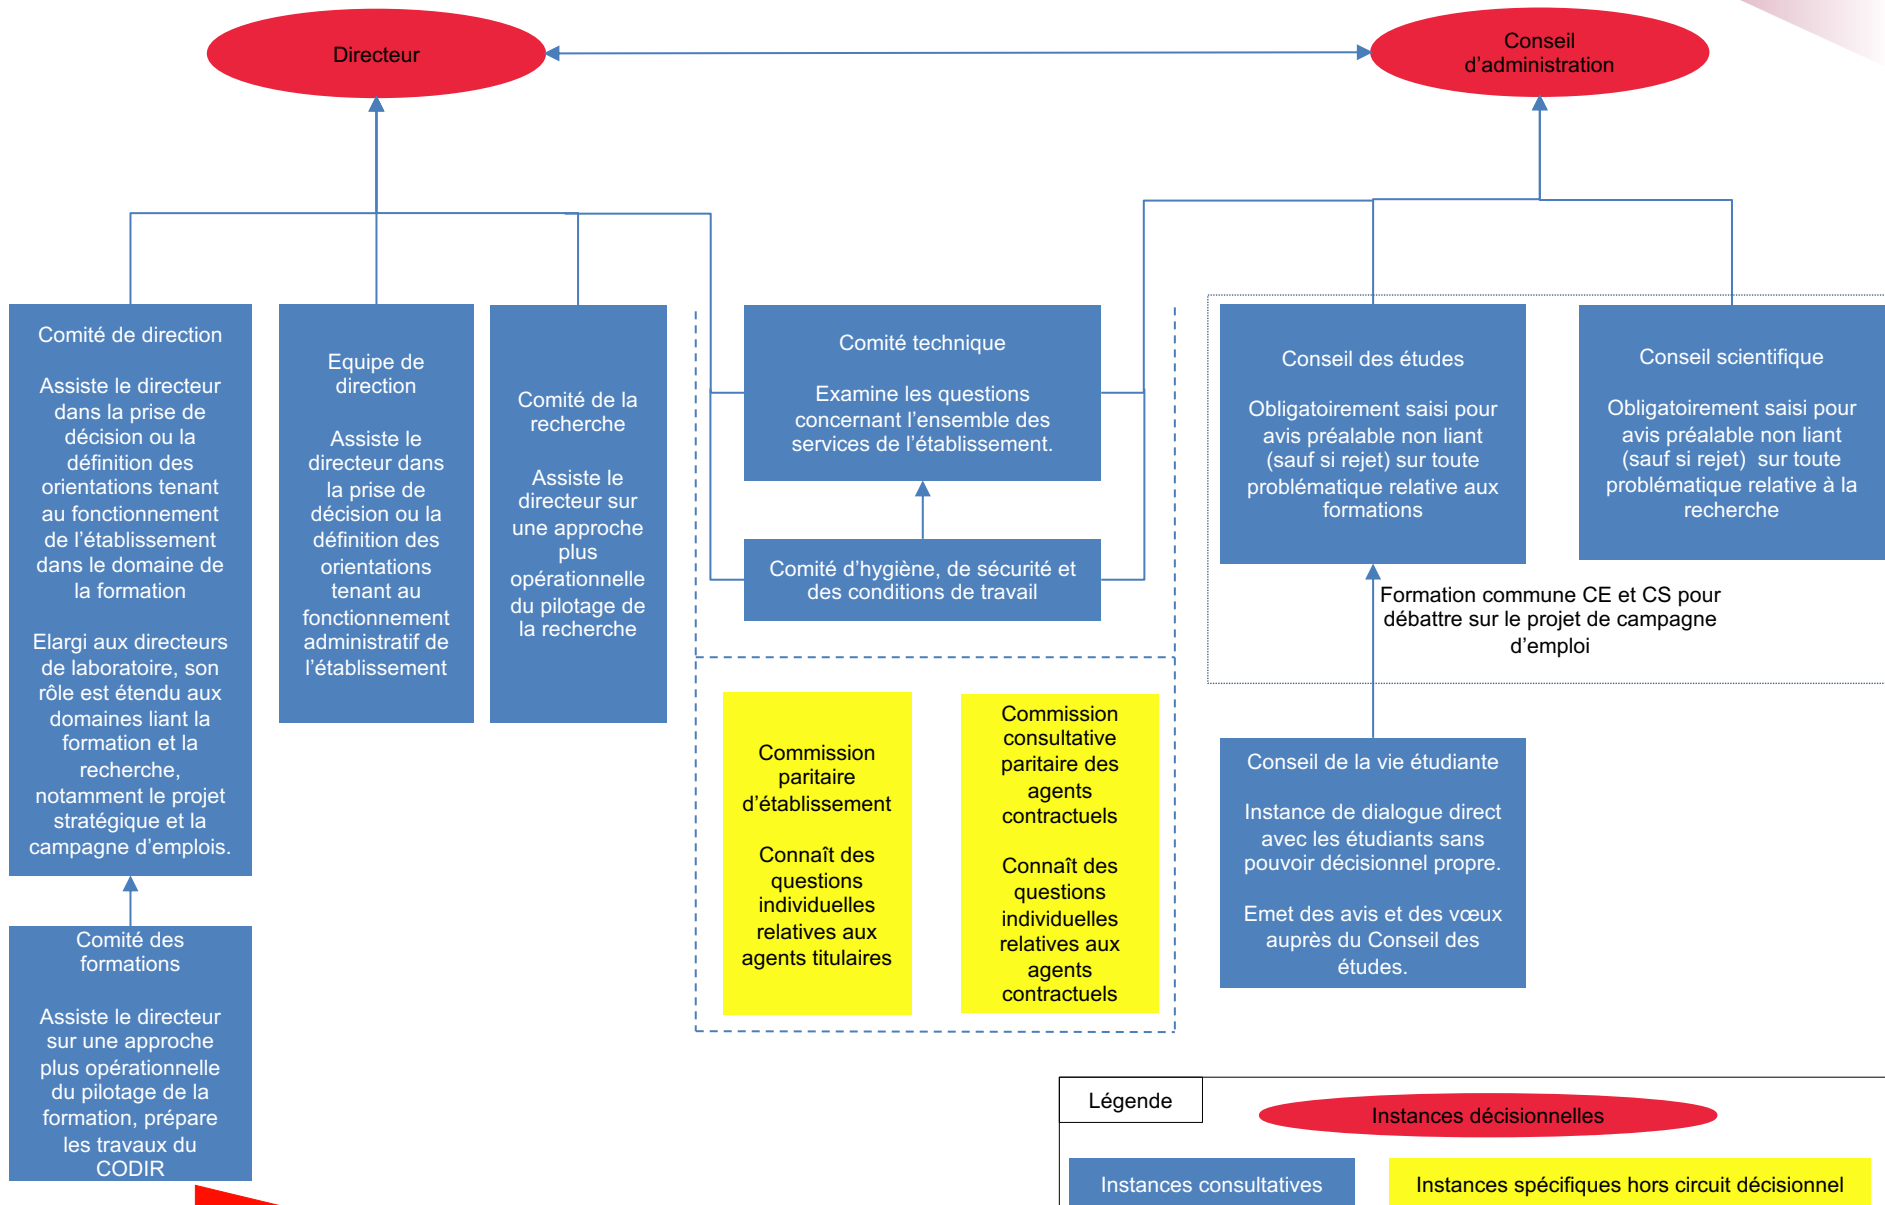 Directeur
Conseil
d’administration
Comité de direction
Assiste le directeur
dans la prise de
décision ou la
définition des
orientations tenant
au fonctionnement
de l’établissement
dans le domaine de
la formation
Elargi aux directeurs
de laboratoire, son
rôle est étendu aux
domaines liant la
formation et la
recherche,
notamment le projet
stratégique et la
campagne d’emplois.
Equipe de
direction
Assiste le
directeur dans
la prise de
décision ou la
définition des
orientations
tenant au
fonctionnement
administratif de
l’établissement
Comité de la
recherche
Assiste le
directeur sur
une approche
plus
opérationnelle
du pilotage de
la recherche
Comité technique
Examine les questions
concernant l’ensemble des
services de l’établissement.
Comité d’hygiène, de sécurité et
des conditions de travail
Conseil des études
Obligatoirement saisi pour
avis préalable non liant
(sauf si rejet) sur toute
problématique relative aux
formations
Conseil scientifique
Obligatoirement saisi pour
avis préalable non liant
(sauf si rejet) sur toute
problématique relative à la
recherche
Formation commune CE et CS pour
débattre sur le projet de campagne
d’emploi
Commission
paritaire
d’établissement
Connaît des
questions
individuelles
relatives aux
agents titulaires
Commission
consultative
paritaire des
agents
contractuels
Connaît des
questions
individuelles
relatives aux
agents
contractuels
Conseil de la vie étudiante
Instance de dialogue direct
avec les étudiants sans
pouvoir décisionnel propre.
Emet des avis et des vœux
auprès du Conseil des
études.
Comité des
formations
Assiste le directeur
sur une approche
plus opérationnelle
du pilotage de la
formation, prépare
les travaux du
CODIR
Légende
Instances décisionnelles
Instances consultatives
Instances spécifiques hors circuit décisionnel